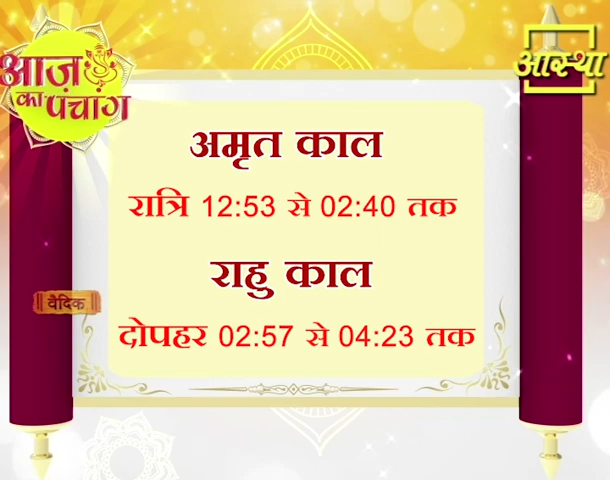 आज
का पंचांग
आस्था
अमृत काल
रात्रि 12:53 से 02:40 तक
राहु काल
वैदिक
दोपहर 02:57 से 04:23 तक